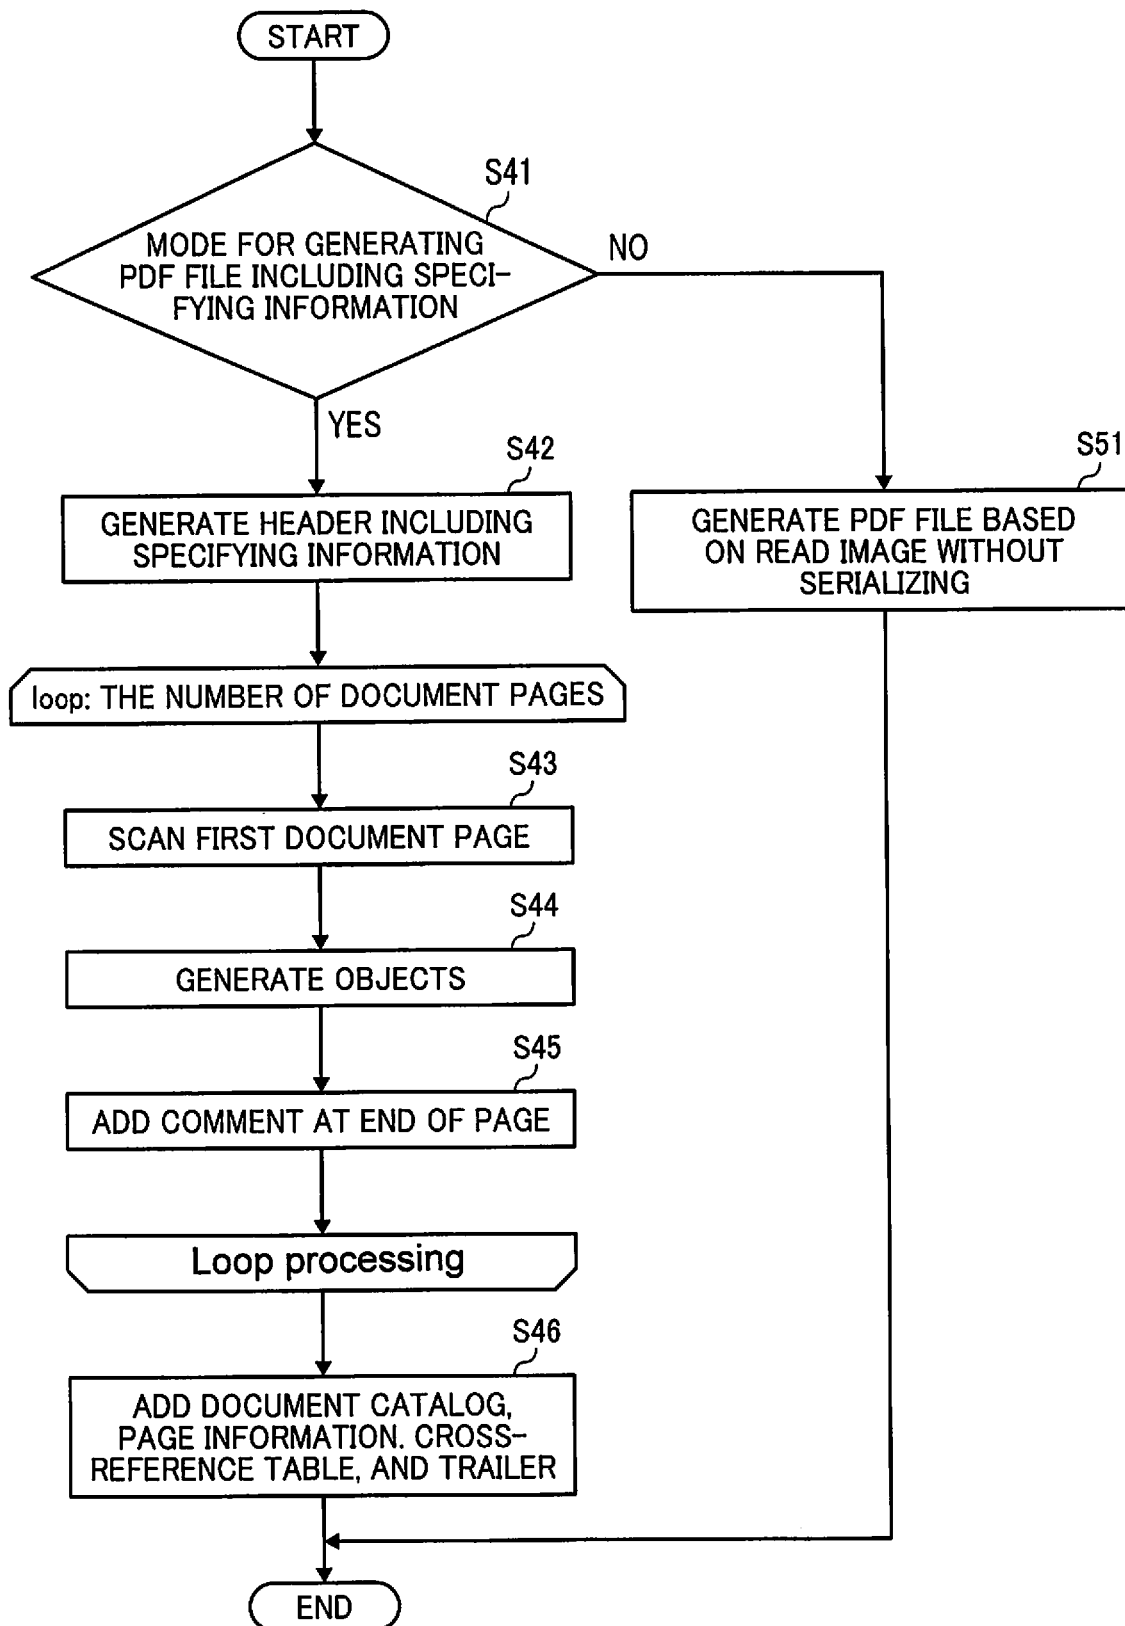 START
S41
MODE FOR GENERATING
PDF FILE INCLUDING SPECI-
FYING INFORMATION
NO
YES
S42
GENERATE HEADER INCLUDING
SPECIFYING INFORMATION
S51
GENERATE PDF FILE BASED
ON READ IMAGE WITHOUT
SERIALIZING
loop: THE NUMBER OF DOCUMENT PAGES
S43
SCAN FIRST DOCUMENT PAGE
S44
GENERATE OBJECTS
S45
ADD COMMENT AT END OF PAGE
Loop processing
S46
ADD DOCUMENT CATALOG,
PAGE INFORMATION. CROSS-
REFERENCE TABLE, AND TRAILER
END